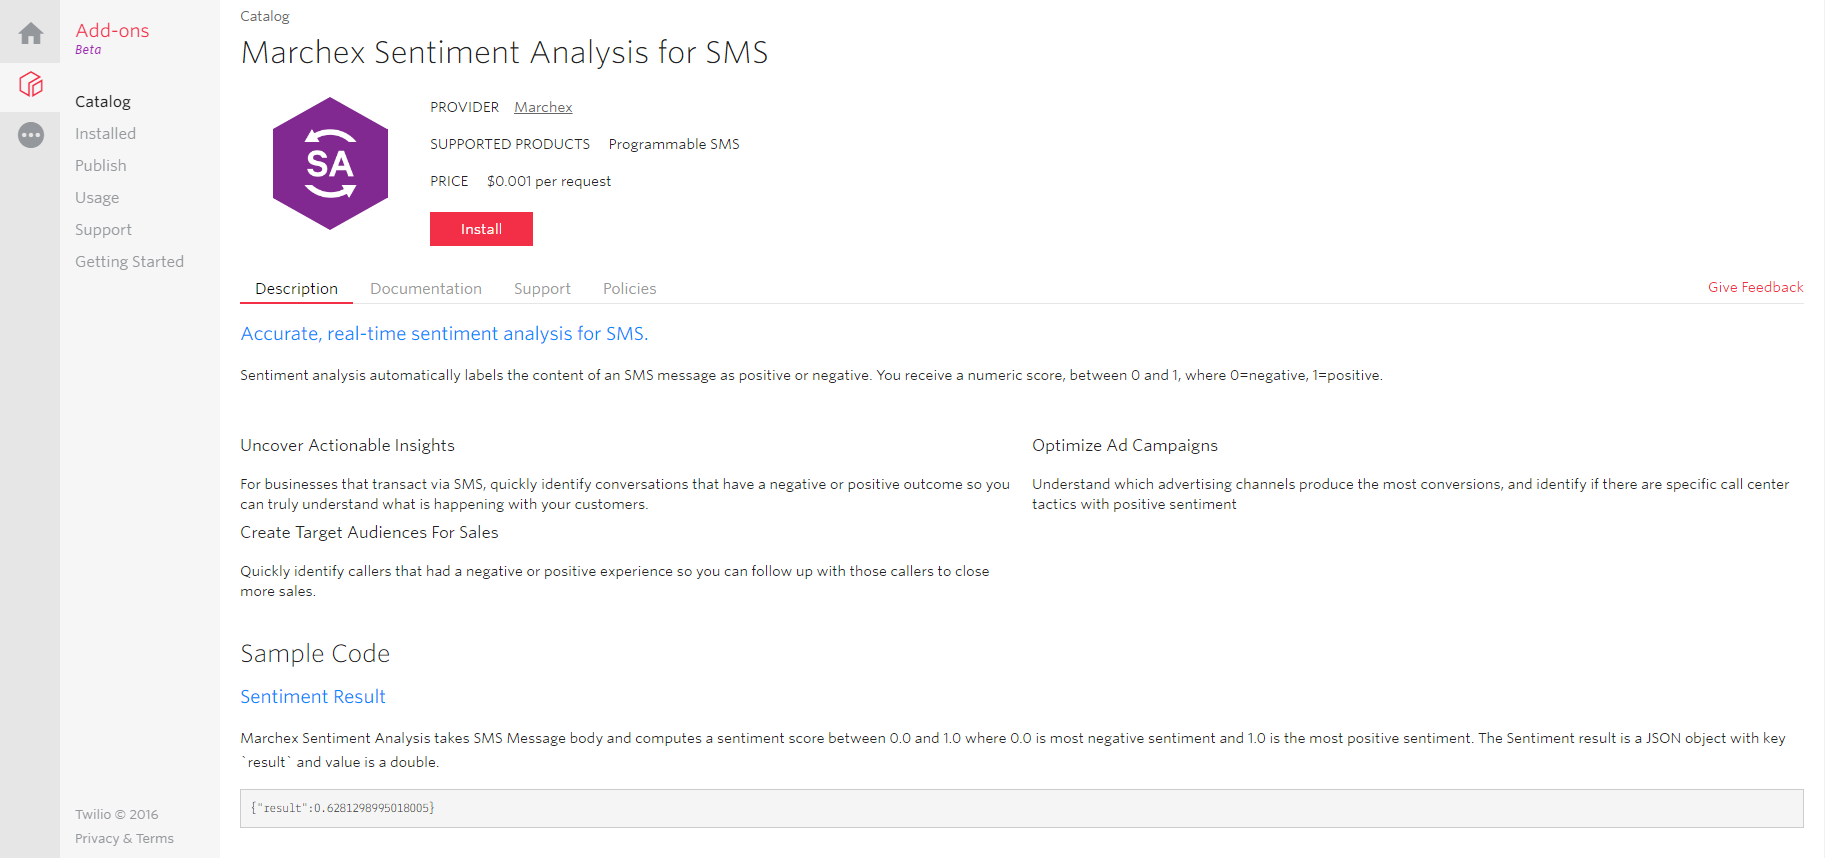 Add-ons
Beta
Catalog
Installed
Publish
Usage
Support
Getting Started
Twilio © 2016
Privacy & Terms
Catalog
Marchex Sentiment Analysis for SMS
SA
PROVIDER Marchex
SUPPORTED PRODUCTS Programmable SMS
PRICE $0.001 per request
Install
Description Documentation Support Policies Give Feedback
Accurate, real-time sentiment analysis for SMS.
Sentiment analysis automatically labels the content of an SMS message as positive or negative. You receive a numeric score, between 0 and 1, where 0=negative, 1=positive.
Uncover Actionable Insights
For businesses that transact via SMS, quickly identify conversations that have a negative or positive outcome so you
can truly understand what is happening with your customers.
Optimize Ad Campaigns
Understand which advertising channels produce the most conversions, and identify if there are specific call center
tactics with positive sentiment
Create Target Audiences For Sales
Quickly identify callers that had a negative or positive experience so you can follow up with those callers to close
more sales.
Sample Code
Sentiment Result
Marchex Sentiment Analysis takes SMS Message body and computes a sentiment score between 0.0 and 1.0 where 0.0 is most negative sentiment and 1.0 is the most positive sentiment. The Sentiment result is a JSON object with key
`result` and value is a double.
{"result":0.6281298995018005}